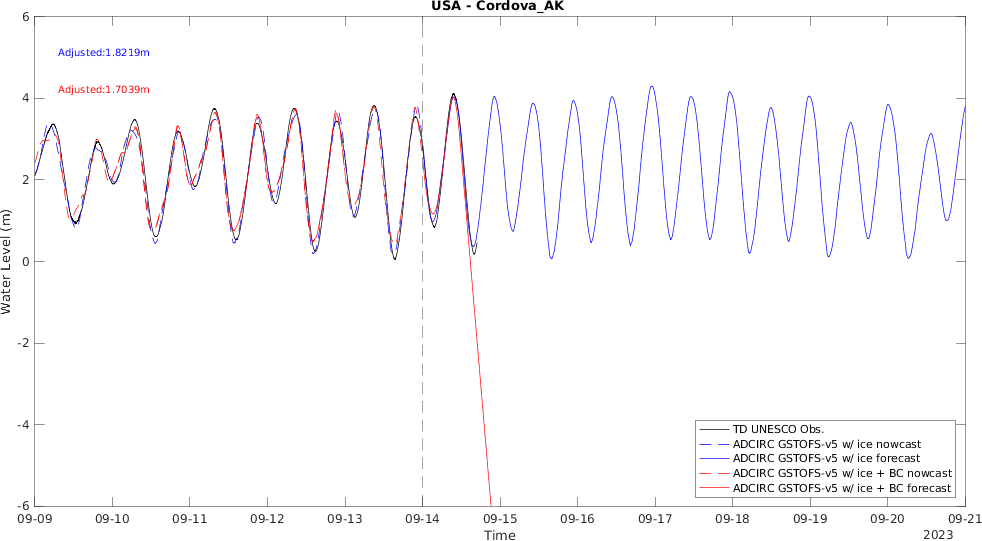 USA - Cordova_AK
Adjusted:1.8219m
Adjusted:1.7039m
Water Level (m)
6
4
2
0
-2
-4
-6
TD UNESCO Obs.
ADCIRC GSTOFS-v5 w/ ice nowcast
ADCIRC GSTOFS-v5 w/ ice forecast
ADCIRC GSTOFS-v5 w/ ice + BC nowcast
ADCIRC GSTOFS-v5 w/ ice + BC forecast
09-09 09-10 09-11 09-12 09-13 09-14 09-15 09-16 09-17 09-18 09-19 09-20 09-21
Time
2023